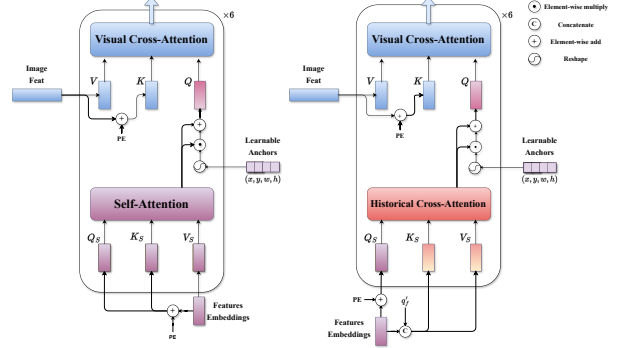 ×6
Visual Cross-Attention
Image
Feat
V
K
Q
PE
Learnable
Anchors
(x, y, w, h)
Self-Attention
Q_S
K_S
V_S
Features
Embeddings
PE
×6
Visual Cross-Attention
Image
Feat
V
K
Q
PE
Learnable
Anchors
(x, y, w, h)
Historical Cross-Attention
Q_S
K_S
V_S
PE
q'_f
Features
Embeddings
C
Element-wise multiply
C
Concatenate
Element-wise add
Reshape